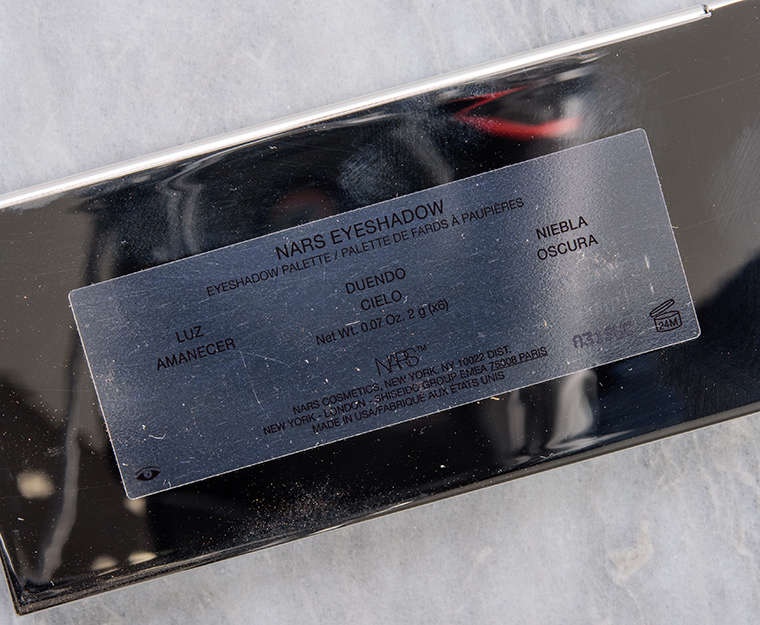 NARS EYESHADOW
EYESHADOW PALETTE / PALETTE DE FARDS À PAUPIÈRES
LUZ
AMANECER
DUENDO
CIELO
NIEBLA
OSCURA
Net Wt. 0.07 Oz. 2 g (x6)
NARS™
NARS COSMETICS, NEW YORK, NY 10022 DIST.
NEW YORK - LONDON - SHISEIDO GROUP EMEA 75008 PARIS
MADE IN USA/FABRIQUE AUX ETATS UNIS
24M